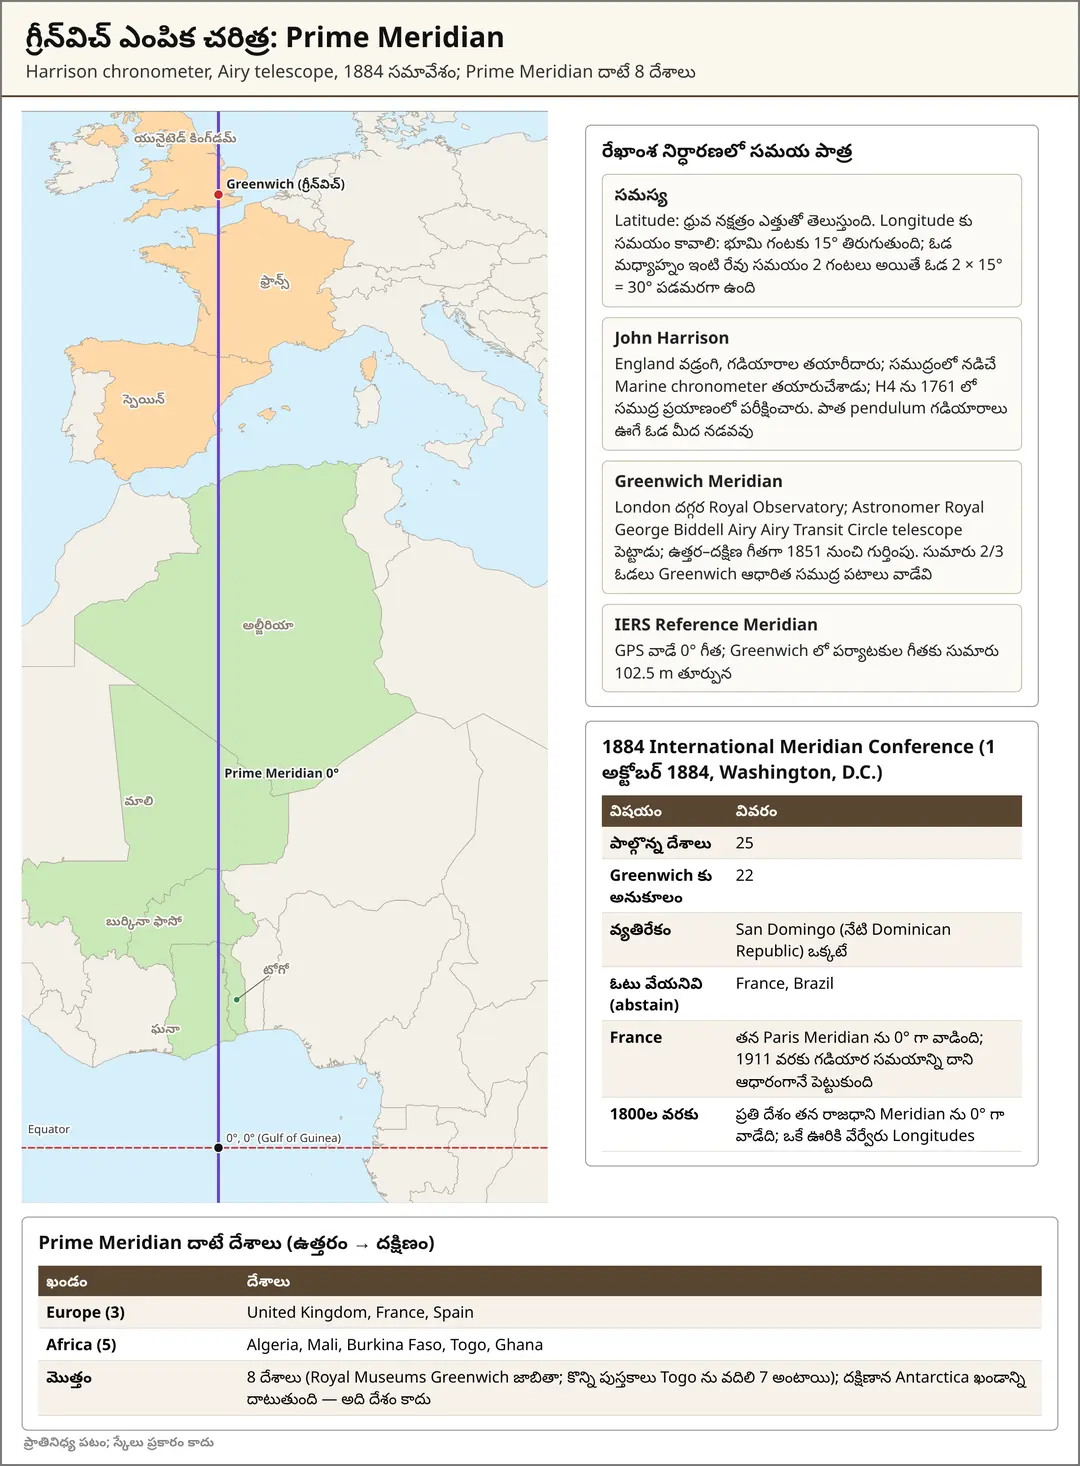 గ్రీన్‌విచ్ ఎంపిక చరిత్ర: Prime Meridian
Harrison chronometer, Airy telescope, 1884 సమావేశం; Prime Meridian దాటే 8 దేశాలు
యునైటెడ్ కింగ్‌డమ్
Greenwich (గ్రీన్‌విచ్)
ఫ్రాన్స్
స్పెయిన్
అల్జీరియా
Prime Meridian 0°
మాలి
బుర్కినా ఫాసో
టోగో
ఘనా
Equator
0°, 0° (Gulf of Guinea)
రేఖాంశ నిర్ధారణలో సమయ పాత్ర
సమస్య
Latitude: ధ్రువ నక్షత్రం ఎత్తుతో తెలుస్తుంది. Longitude కు
సమయం కావాలి: భూమి గంటకు 15° తిరుగుతుంది; ఓడ
మధ్యాహ్నం ఇంటి రేవు సమయం 2 గంటలు అయితే ఓడ 2 × 15°
= 30° పడమరగా ఉంది
John Harrison
England వడ్రంగి, గడియారాల తయారీదారు; సముద్రంలో నడిచే
Marine chronometer తయారుచేశాడు; H4 ను 1761 లో
సముద్ర ప్రయాణంలో పరీక్షించారు. పాత pendulum గడియారాలు
ఊగే ఓడ మీద నడవవు
Greenwich Meridian
London దగ్గర Royal Observatory; Astronomer Royal
George Biddell Airy Airy Transit Circle telescope
పెట్టాడు; ఉత్తర–దక్షిణ గీతగా 1851 నుంచి గుర్తింపు. సుమారు 2/3
ఓడలు Greenwich ఆధారిత సముద్ర పటాలు వాడేవి
IERS Reference Meridian
GPS వాడే 0° గీత; Greenwich లో పర్యాటకుల గీతకు సుమారు
102.5 m తూర్పున
1884 International Meridian Conference (1
అక్టోబర్ 1884, Washington, D.C.)
విషయం వివరం
పాల్గొన్న దేశాలు 25
Greenwich కు 22
అనుకూలం
వ్యతిరేకం San Domingo (నేటి Dominican
Republic) ఒక్కటే
ఓటు వేయనివి France, Brazil
(abstain)
France తన Paris Meridian ను 0° గా వాడింది;
1911 వరకు గడియార సమయాన్ని దాని
ఆధారంగానే పెట్టుకుంది
1800ల వరకు ప్రతి దేశం తన రాజధాని Meridian ను 0° గా
వాడేది; ఒకే ఊరికి వేర్వేరు Longitudes
Prime Meridian దాటే దేశాలు (ఉత్తరం → దక్షిణం)
ఖండం దేశాలు
Europe (3) United Kingdom, France, Spain
Africa (5) Algeria, Mali, Burkina Faso, Togo, Ghana
మొత్తం 8 దేశాలు (Royal Museums Greenwich జాబితా; కొన్ని పుస్తకాలు Togo ను వదిలి 7 అంటాయి); దక్షిణాన Antarctica ఖండాన్ని
దాటుతుంది — అది దేశం కాదు
ప్రాతినిధ్య పటం; స్కేలు ప్రకారం కాదు